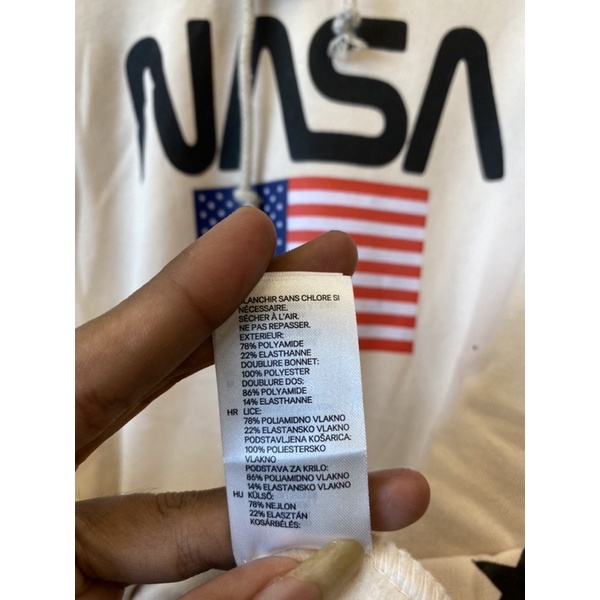 NASA
BLANCHIR SANS CHLORE SI
NÉCESSAIRE.
SÉCHER À L'AIR.
NE PAS REPASSER.
EXTERIEUR:
78% POLYAMIDE
22% ELASTHANNE
DOUBLURE BONNET:
100% POLYESTER
DOUBLURE DOS:
86% POLYAMIDE
14% ELASTHANNE
HR LICE:
78% POLIAMIDNO VLAKNO
22% ELASTANSKO VLAKNO
PODSTAVLJENA KOŠARICA:
100% POLIESTERSKO
VLAKNO
PODSTAVA ZA KRILO:
86% POLIAMIDNO VLAKNO
14% ELASTANSKO VLAKNO
HU KÜLSŐ:
78% NEJLON
22% ELASZTÁN
KOSÁRBÉLÉS: